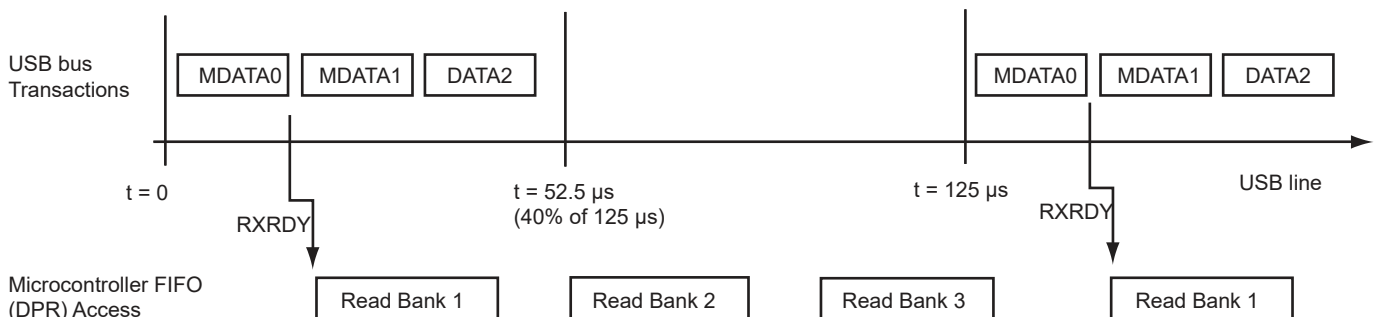 USB bus
Transactions
MDATA0 MDATA1 DATA2 MDATA0 MDATA1 DATA2
t = 0
t = 52.5 µs
(40% of 125 µs)
t = 125 µs
USB line
RXRDY
RXRDY
Microcontroller FIFO
(DPR) Access
Read Bank 1 Read Bank 2 Read Bank 3 Read Bank 1